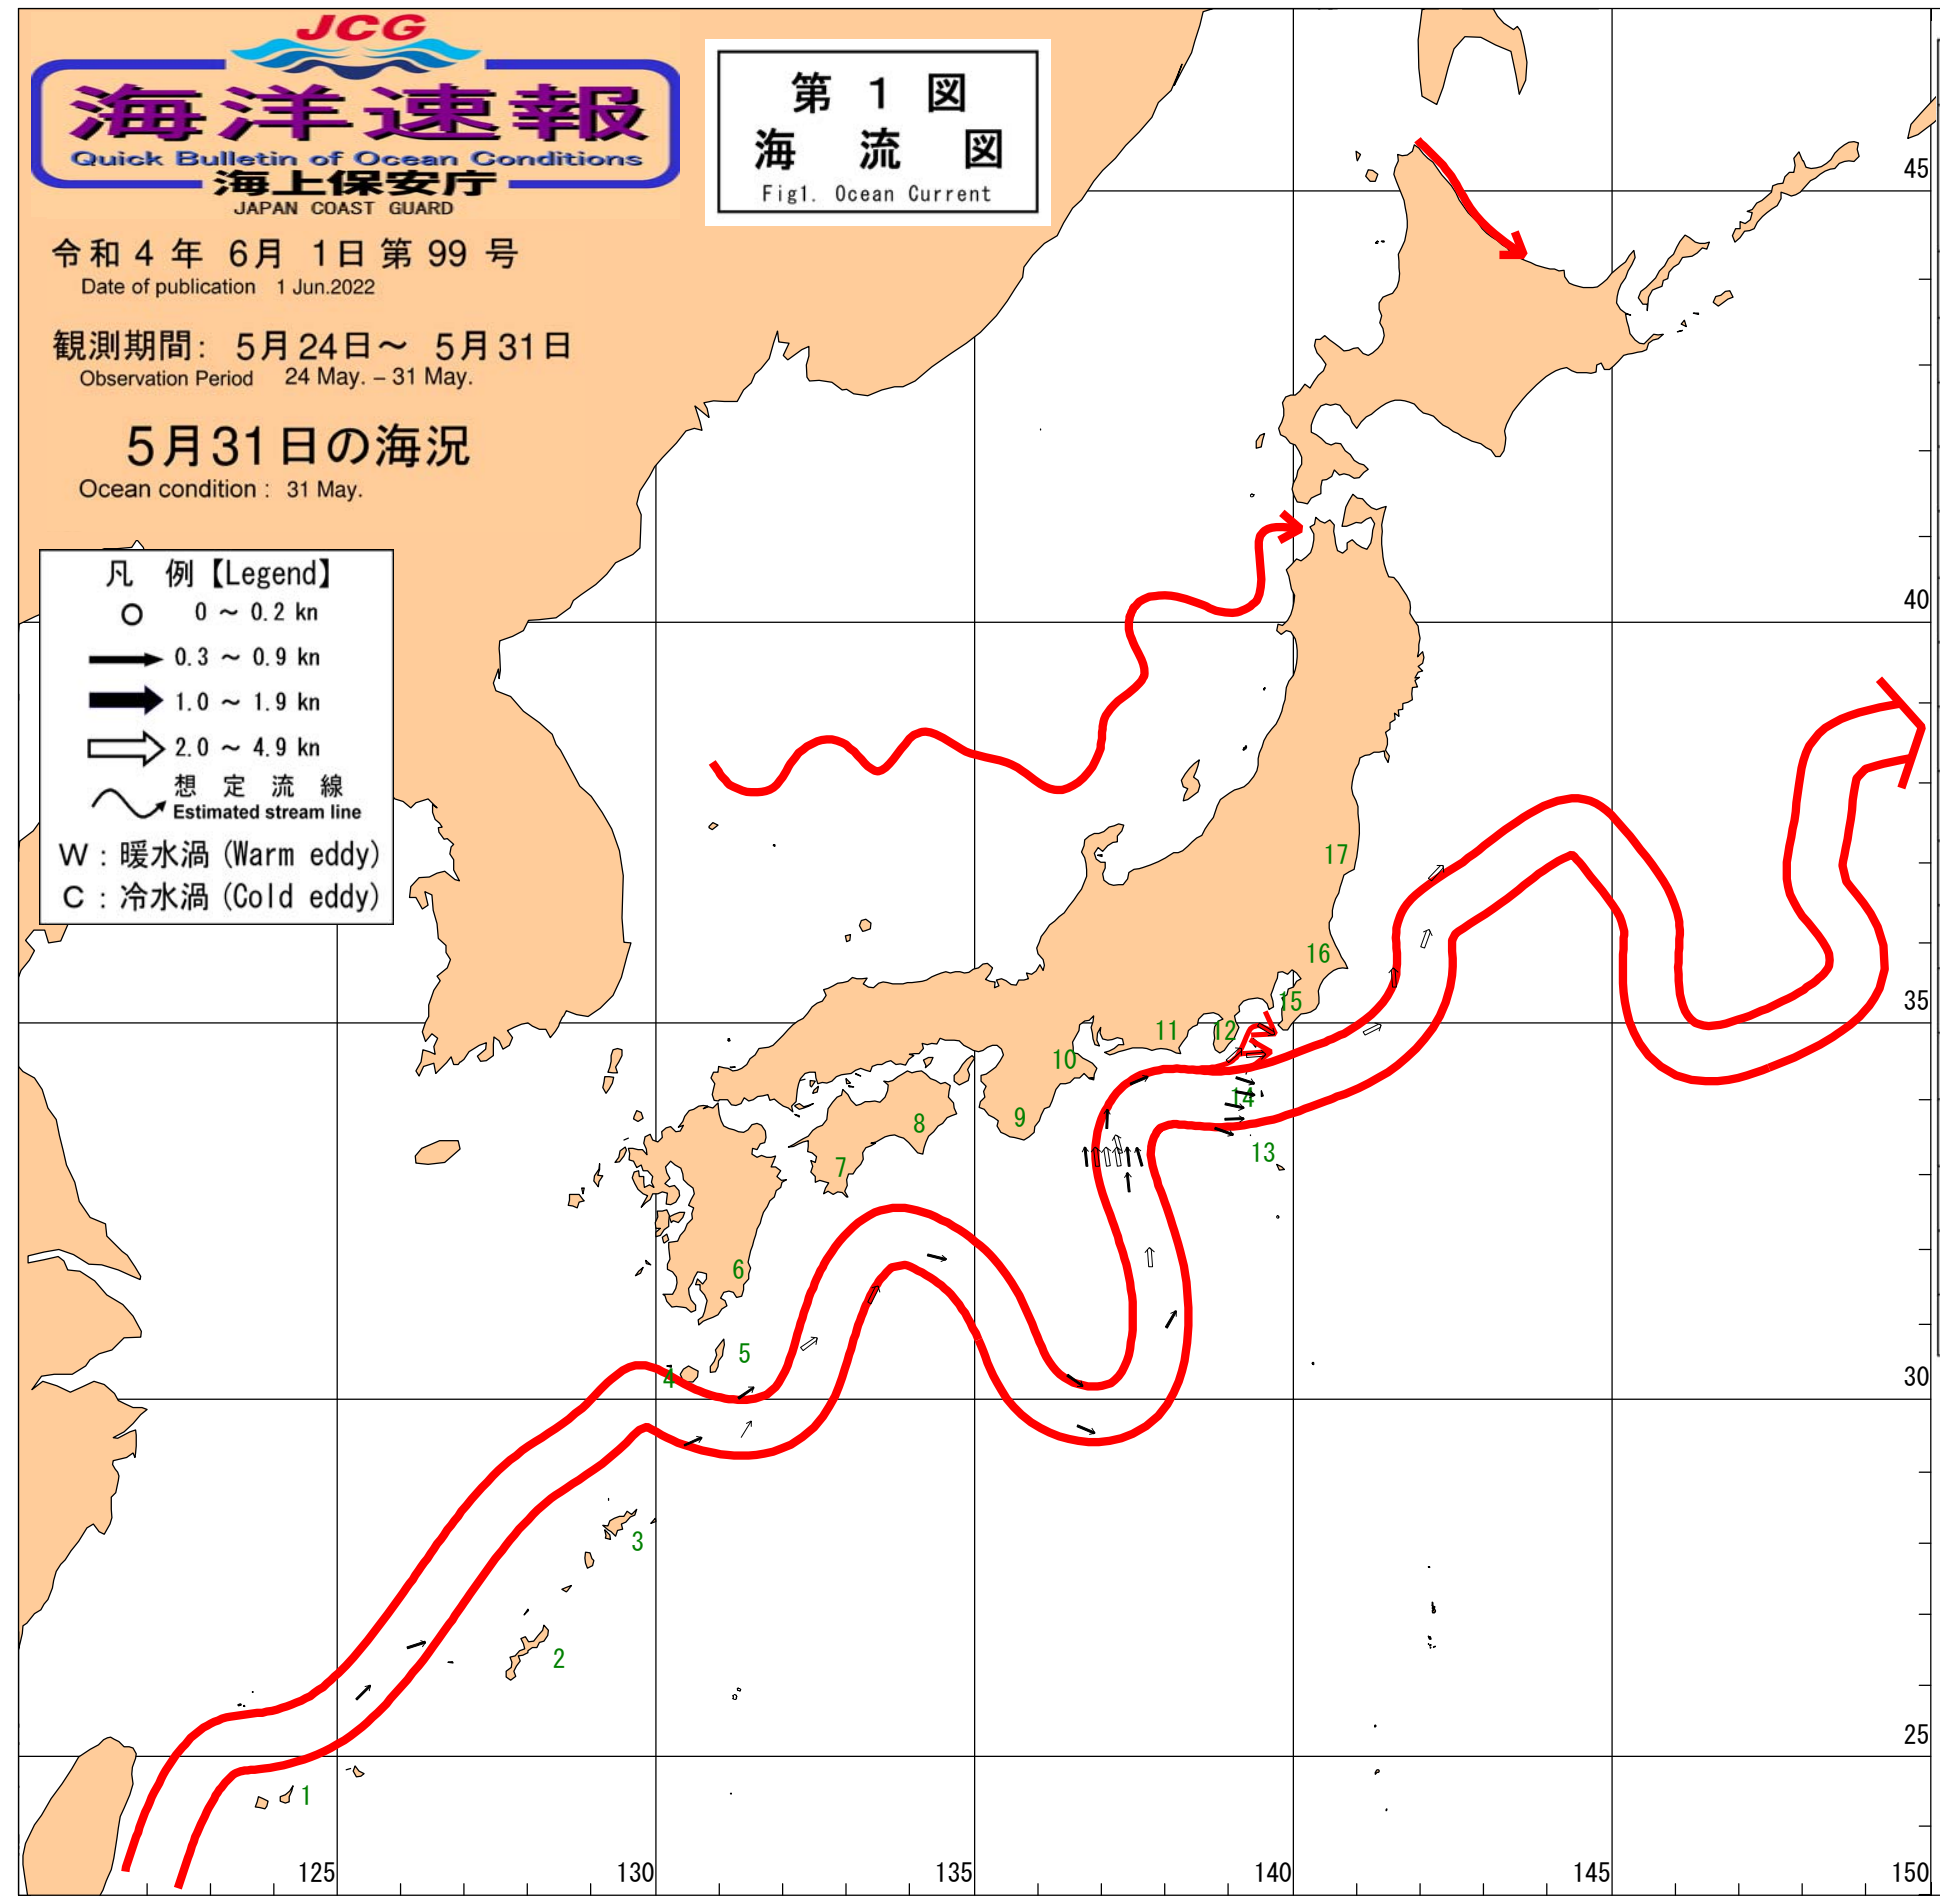 JCG
海洋速報
Quick Bulletin of Ocean Conditions
海上保安庁
JAPAN COAST GUARD
第 1 図
海 流 図
Fig1. Ocean Current
令和 4 年 6月 1日 第 99 号
Date of publication 1 Jun.2022
観測期間: 5月24日～ 5月31日
Observation Period 24 May. – 31 May.
5月31日の海況
Ocean condition : 31 May.
凡 例【Legend】
0 ～ 0.2 kn
0.3 ～ 0.9 kn
1.0 ～ 1.9 kn
2.0 ～ 4.9 kn
想 定 流 線
Estimated stream line
W : 暖水渦 (Warm eddy)
C : 冷水渦 (Cold eddy)
45
40
17
16
35
15
12
11
10
14
9
8
13
7
6
5
4
30
3
2
25
1
125
130
135
140
145
150